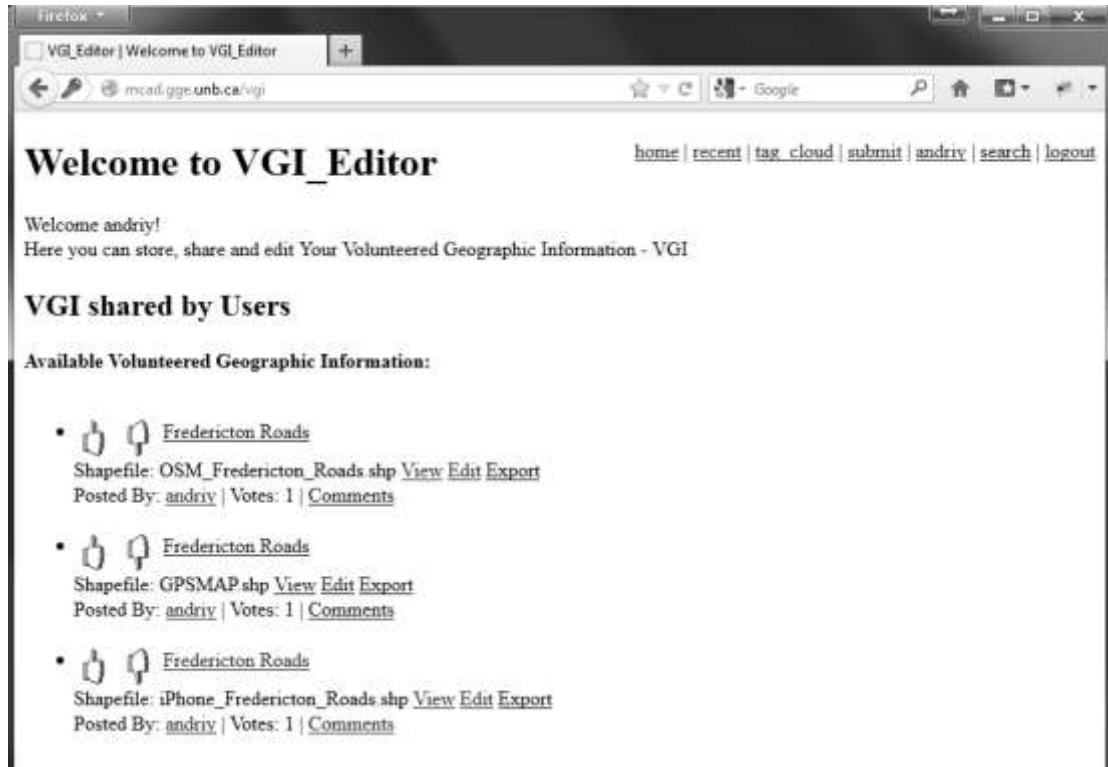 Firefox
VGI_Editor | Welcome to VGI_Editor
mcad.gge.unb.ca/vgi
Google
Welcome to VGI_Editor
home | recent | tag_cloud | submit | andriy | search | logout
Welcome andriy!
Here you can store, share and edit Your Volunteered Geographic Information - VGI
VGI shared by Users
Available Volunteered Geographic Information:
Fredericton Roads
Shapefile: OSM_Fredericton_Roads.shp View Edit Export
Posted By: andriy | Votes: 1 | Comments
Fredericton Roads
Shapefile: GPSMAP.shp View Edit Export
Posted By: andriy | Votes: 1 | Comments
Fredericton Roads
Shapefile: iPhone_Fredericton_Roads.shp View Edit Export
Posted By: andriy | Votes: 1 | Comments